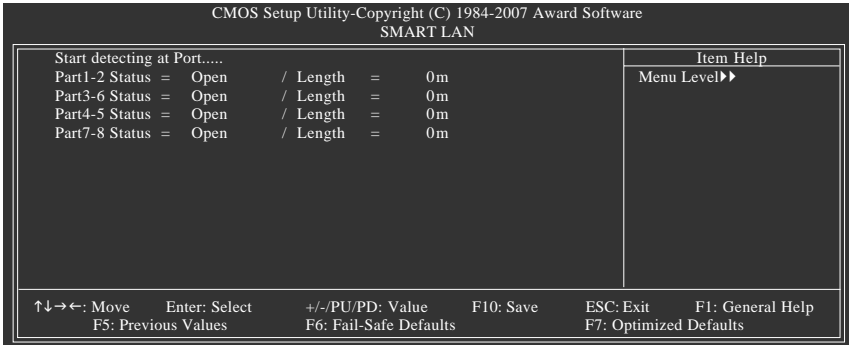 CMOS Setup Utility-Copyright (C) 1984-2007 Award Software
SMART LAN
Start detecting at Port.....
Item Help
Part1-2 Status = Open / Length = 0m
Menu Level▶▶
Part3-6 Status = Open / Length = 0m
Part4-5 Status = Open / Length = 0m
Part7-8 Status = Open / Length = 0m
↑↓→←: Move Enter: Select +/-/PU/PD: Value F10: Save ESC: Exit F1: General Help
F5: Previous Values F6: Fail-Safe Defaults F7: Optimized Defaults